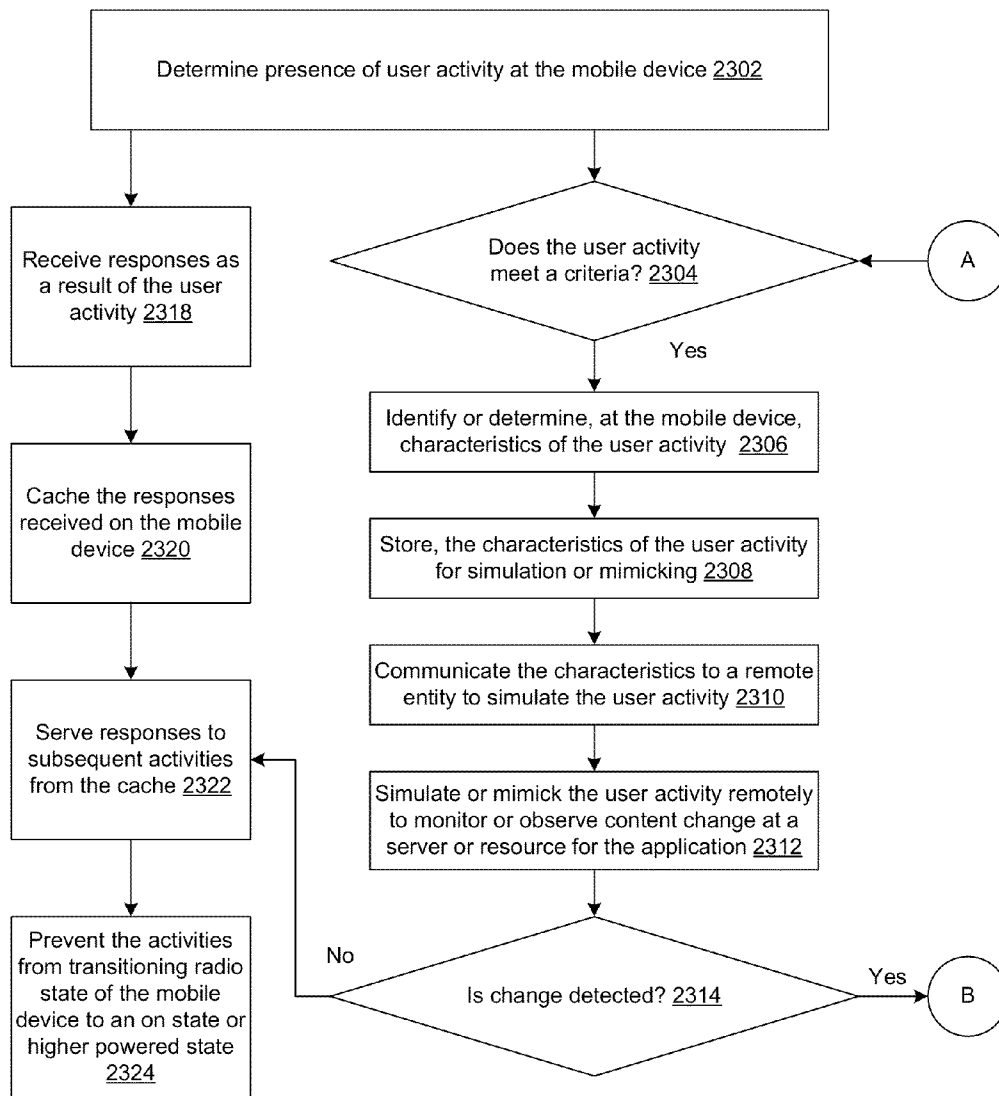 Determine presence of user activity at the mobile device 2302
Receive responses as
a result of the user
activity 2318
Cache the responses
received on the mobile
device 2320
Serve responses to
subsequent activities
from the cache 2322
Prevent the activities
from transitioning radio
state of the mobile
device to an on state or
higher powered state
2324
Does the user activity
meet a criteria? 2304
A
Yes
Identify or determine, at the mobile device,
characteristics of the user activity 2306
Store, the characteristics of the user activity
for simulation or mimicking 2308
Communicate the characteristics to a remote
entity to simulate the user activity 2310
Simulate or mimick the user activity remotely
to monitor or observe content change at a
server or resource for the application 2312
No
Is change detected? 2314
Yes
B